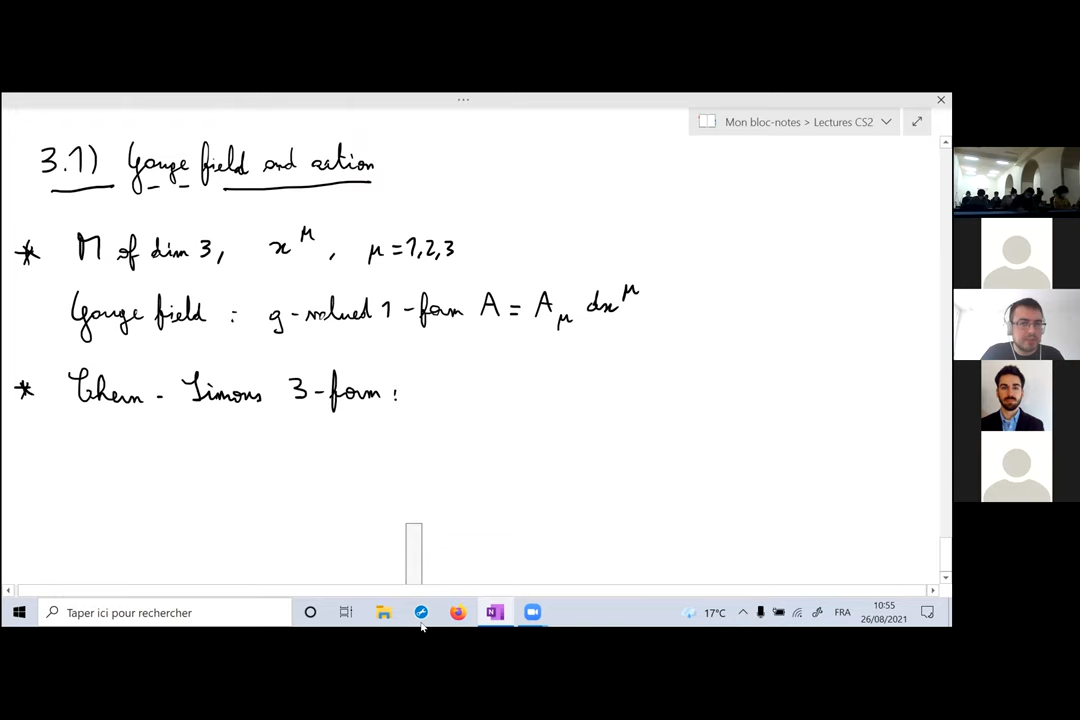 Mon bloc-notes > Lectures CS2
3.1) Gauge field and action
* M of dim 3, x^μ, μ = 1,2,3
Gauge field : g-valued 1-form A = A_μ dx^μ
* Chern-Simons 3-form :
Taper ici pour rechercher
17°C
FRA
10:55
26/08/2021